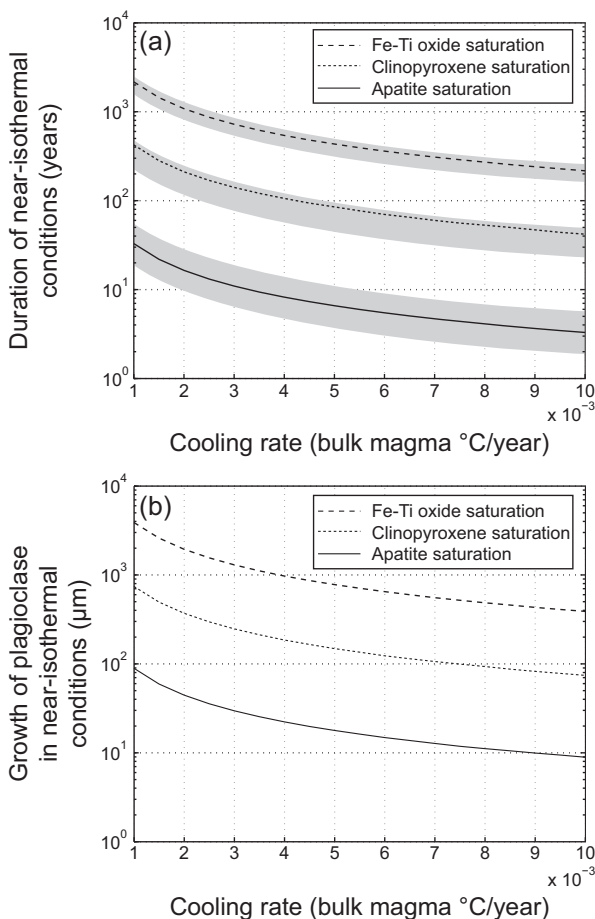 (a)
Fe-Ti oxide saturation
Clinopyroxene saturation
Apatite saturation
Duration of near-isothermal
conditions (years)
10⁴
10³
10²
10¹
10⁰
1 2 3 4 5 6 7 8 9 10
x 10⁻³
Cooling rate (bulk magma °C/year)
(b)
Fe-Ti oxide saturation
Clinopyroxene saturation
Apatite saturation
Growth of plagioclase
in near-isothermal
conditions (µm)
10⁴
10³
10²
10¹
10⁰
1 2 3 4 5 6 7 8 9 10
x 10⁻³
Cooling rate (bulk magma °C/year)